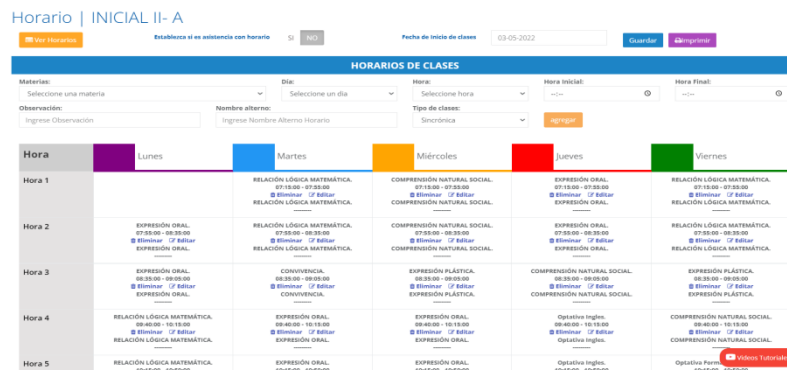 Horario | INICIAL II- A
Ver Horarios Establezca si es asistencia con horario SI NO Fecha de inicio de clases 03-05-2022 Guardar Imprimir
HORARIOS DE CLASES
Materias: Día: Hora: Hora Inicial: Hora Final:
Seleccione una materia Seleccione un día Seleccione hora --:-- --:--
Observación: Nombre alterno: Tipo de clases:
Ingrese Observación Ingrese Nombre Alterno Horario Sincrónica agregar
Hora Lunes Martes Miércoles Jueves Viernes
Hora 1 RELACIÓN LÓGICA MATEMÁTICA. COMPRENSIÓN NATURAL SOCIAL. EXPRESIÓN ORAL. RELACIÓN LÓGICA MATEMÁTICA.
07:15:00 - 07:55:00 07:15:00 - 07:55:00 07:15:00 - 07:55:00 07:15:00 - 07:55:00
Eliminar Editar Eliminar Editar Eliminar Editar Eliminar Editar
RELACIÓN LÓGICA MATEMÁTICA. COMPRENSIÓN NATURAL SOCIAL. EXPRESIÓN ORAL. RELACIÓN LÓGICA MATEMÁTICA.
Hora 2 EXPRESIÓN ORAL. RELACIÓN LÓGICA MATEMÁTICA. COMPRENSIÓN NATURAL SOCIAL. EXPRESIÓN ORAL. RELACIÓN LÓGICA MATEMÁTICA.
07:55:00 - 08:35:00 07:55:00 - 08:35:00 07:55:00 - 08:35:00 07:55:00 - 08:35:00 07:55:00 - 08:35:00
Eliminar Editar Eliminar Editar Eliminar Editar Eliminar Editar Eliminar Editar
EXPRESIÓN ORAL. RELACIÓN LÓGICA MATEMÁTICA. COMPRENSIÓN NATURAL SOCIAL. EXPRESIÓN ORAL. RELACIÓN LÓGICA MATEMÁTICA.
Hora 3 EXPRESIÓN ORAL. CONVIVENCIA. EXPRESIÓN PLÁSTICA. COMPRENSIÓN NATURAL SOCIAL. EXPRESIÓN PLÁSTICA.
08:35:00 - 09:05:00 08:35:00 - 09:05:00 08:35:00 - 09:05:00 08:35:00 - 09:05:00 08:35:00 - 09:05:00
Eliminar Editar Eliminar Editar Eliminar Editar Eliminar Editar Eliminar Editar
EXPRESIÓN ORAL. CONVIVENCIA. EXPRESIÓN PLÁSTICA. COMPRENSIÓN NATURAL SOCIAL. EXPRESIÓN PLÁSTICA.
Hora 4 RELACIÓN LÓGICA MATEMÁTICA. EXPRESIÓN ORAL. EXPRESIÓN ORAL. Optativa Ingles. COMPRENSIÓN NATURAL SOCIAL.
09:40:00 - 10:15:00 09:40:00 - 10:15:00 09:40:00 - 10:15:00 09:40:00 - 10:15:00 09:40:00 - 10:15:00
Eliminar Editar Eliminar Editar Eliminar Editar Eliminar Editar Eliminar Editar
RELACIÓN LÓGICA MATEMÁTICA. EXPRESIÓN ORAL. EXPRESIÓN ORAL. Optativa Ingles. COMPRENSIÓN NATURAL SOCIAL.
Hora 5 RELACIÓN LÓGICA MATEMÁTICA. EXPRESIÓN ORAL. EXPRESIÓN ORAL. Optativa Ingles. Optativa Videos Tutoriale